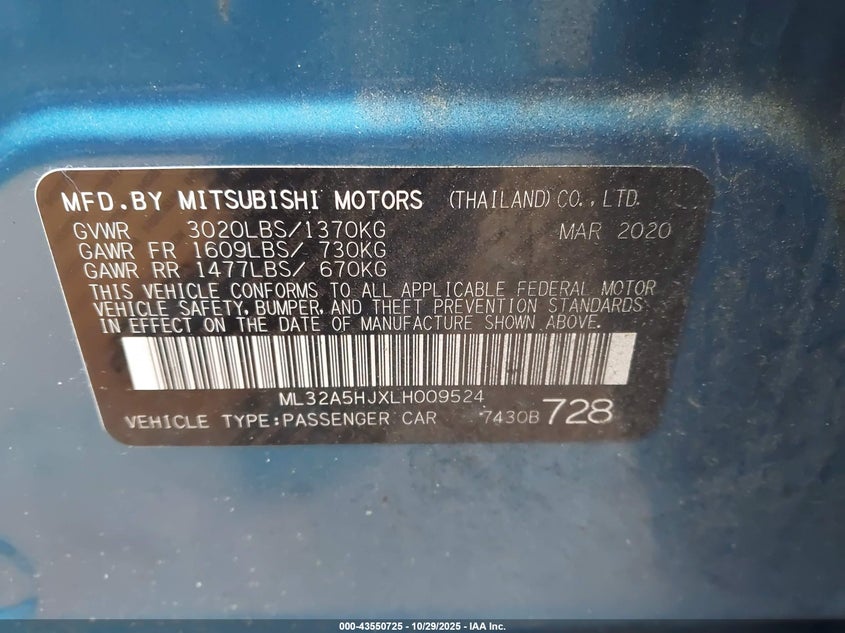 MFD.BY MITSUBISHI MOTORS (THAILAND) CO., LTD.
GVWR 3020LBS/1370KG MAR 2020
GAWR FR 1609LBS/ 730KG
GAWR RR 1477LBS/ 670KG
THIS VEHICLE CONFORMS TO ALL APPLICABLE FEDERAL MOTOR
VEHICLE SAFETY, BUMPER, AND THEFT PREVENTION STANDARDS
IN EFFECT ON THE DATE OF MANUFACTURE SHOWN ABOVE.
ML32A5HJXLH009524
VEHICLE TYPE:PASSENGER CAR 7430B 728
000-43550725 - 10/29/2025 - IAA Inc.